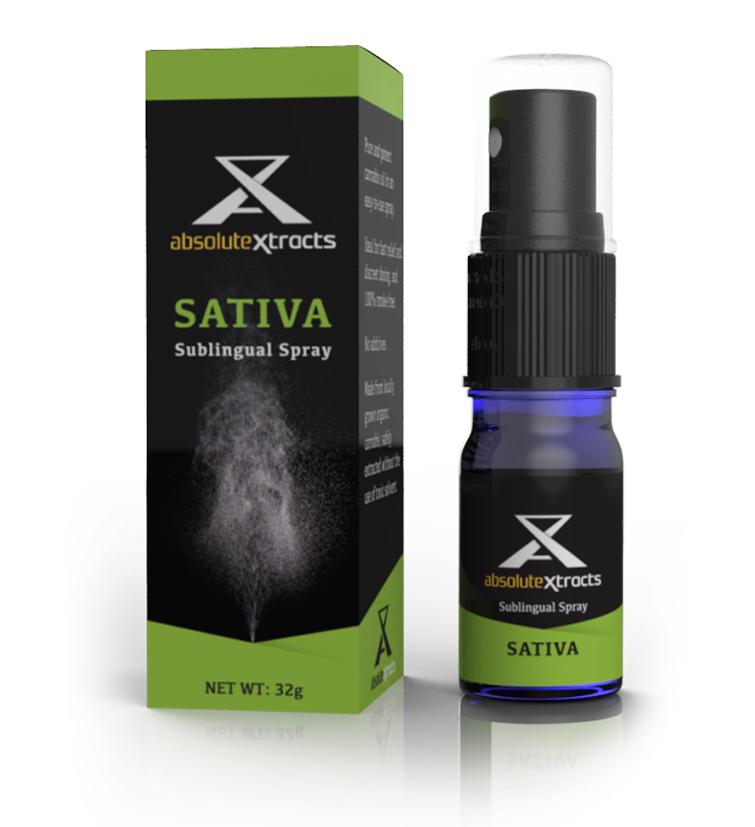 absoluteXtracts
SATIVA
Sublingual Spray
NET WT: 32g
Pure and potent
cannabis oil in an
easy-to-use spray.
Ideal for fast relief and
discreet dosing, and
100% smoke-free.
No additives
Made from locally
grown organic
cannabis, safely
extracted without the
use of toxic solvent.
absoluteXtracts
absoluteXtracts
Sublingual Spray
SATIVA